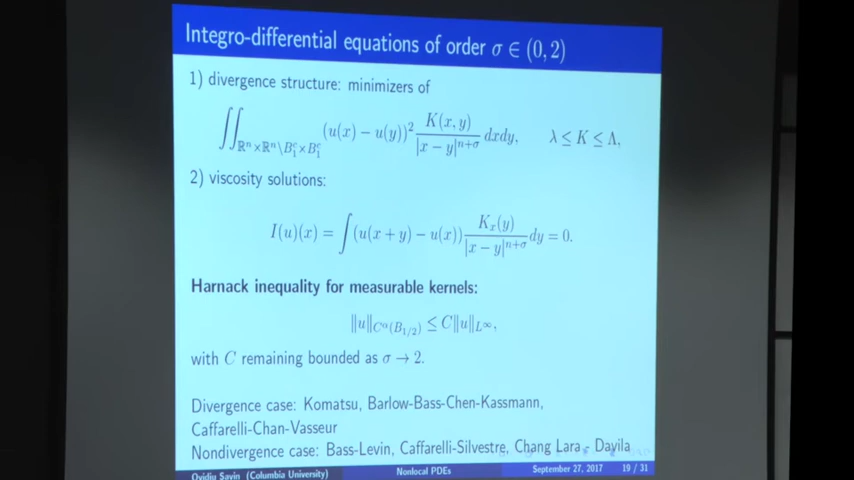 Integro-differential equations of order σ ∈ (0, 2)
1) divergence structure: minimizers of
∬_{ℝⁿ×ℝⁿ\B₁ᶜ×B₁ᶜ} (u(x) − u(y))² K(x, y)/|x − y|^{n+σ} dxdy, λ ≤ K ≤ Λ,
2) viscosity solutions:
I(u)(x) = ∫(u(x + y) − u(x)) Kₓ(y)/|x − y|^{n+σ} dy = 0.
Harnack inequality for measurable kernels:
‖u‖_{C^α(B_{1/2})} ≤ C‖u‖_{L^∞},
with C remaining bounded as σ → 2.
Divergence case: Komatsu, Barlow-Bass-Chen-Kassmann,
Caffarelli-Chan-Vasseur
Nondivergence case: Bass-Levin, Caffarelli-Silvestre, Chang Lara - Davila
Ovidiu Savin (Columbia University) Nonlocal PDEs September 27, 2017 19 / 31